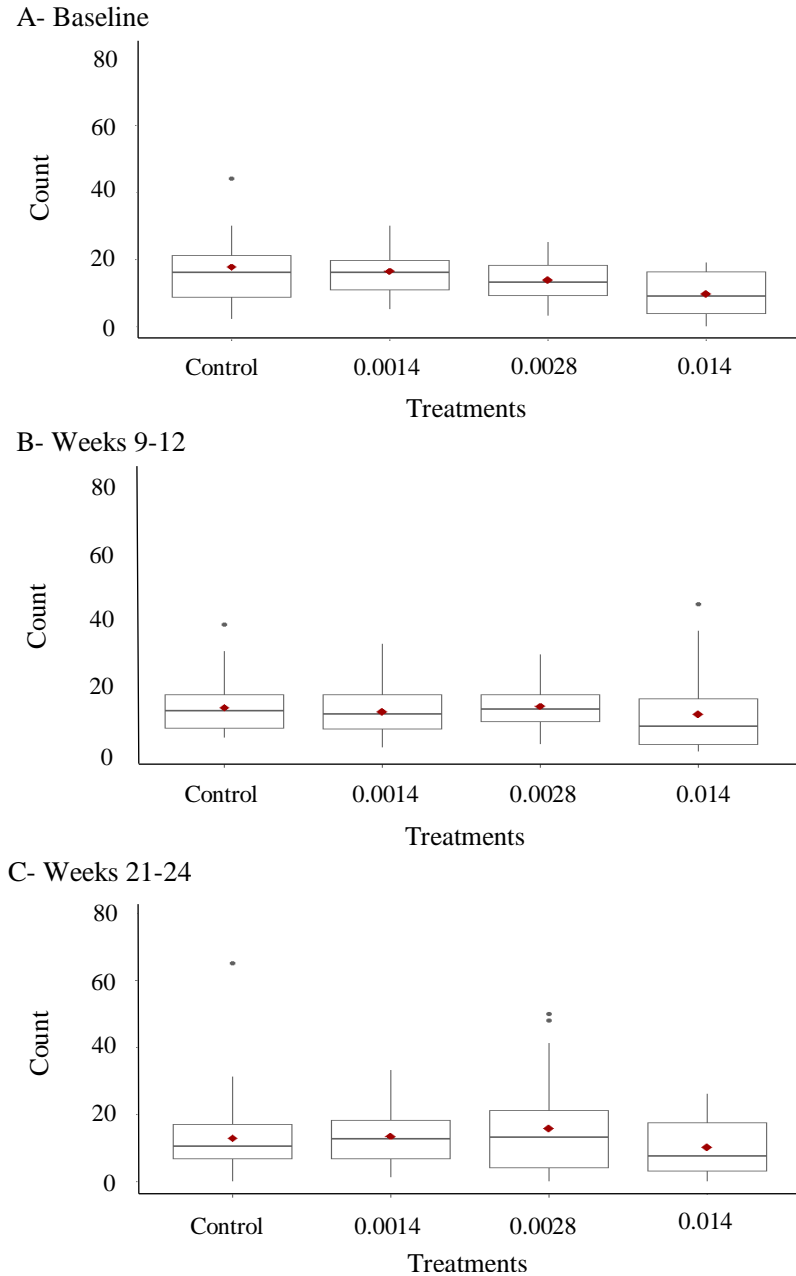 A- Baseline
80
60
40
20
0
Count
Control 0.0014 0.0028 0.014
Treatments
B- Weeks 9-12
80
60
40
20
0
Count
Control 0.0014 0.0028 0.014
Treatments
C- Weeks 21-24
80
60
40
20
0
Count
Control 0.0014 0.0028 0.014
Treatments